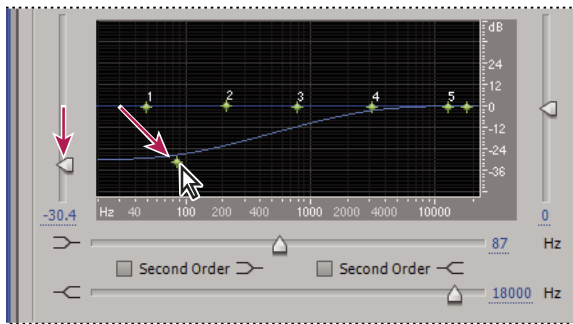 dB
24
12
1 2 3 4 5
0
-12
-24
-36
-30.4
Hz 40 100 200 400 1000 2000 4000 10000
0
87 Hz
Second Order Second Order
18000 Hz